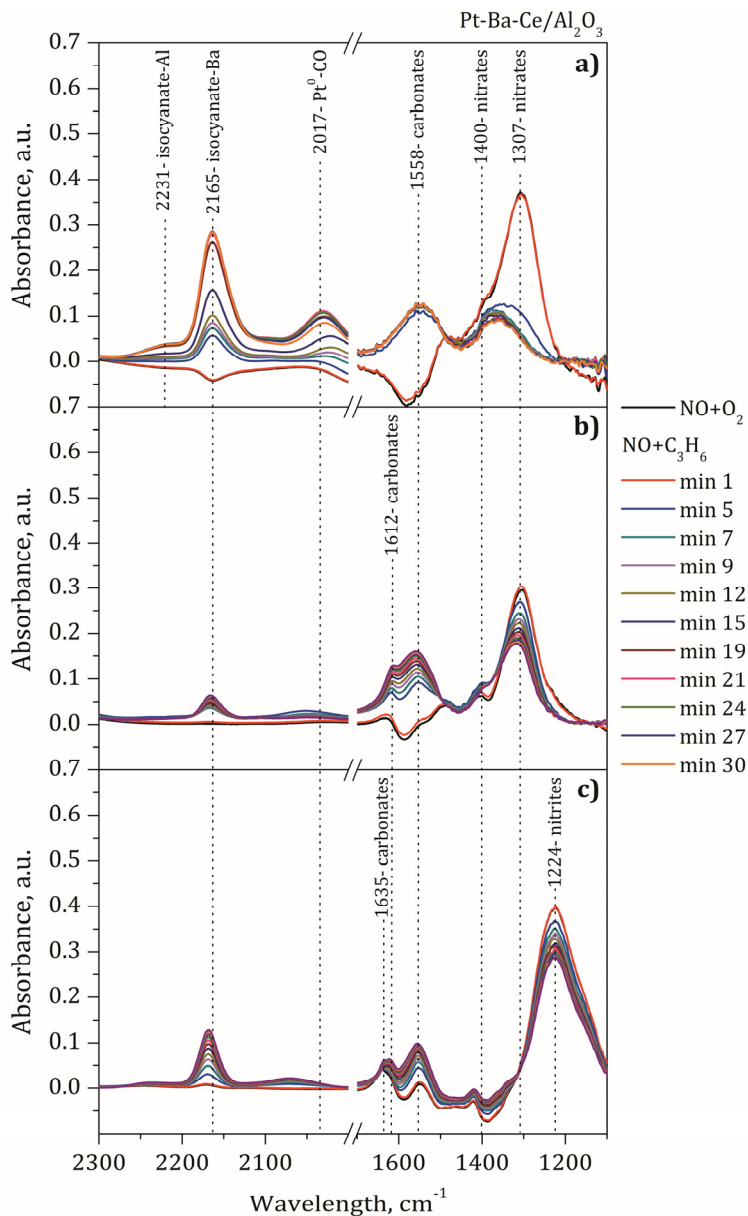 Pt-Ba-Ce/Al₂O₃
a)
2231- isocyanate-Al
2165- isocyanate-Ba
2017- Pt⁰-CO
1558- carbonates
1400- nitrates
1307- nitrates
Absorbance, a.u.
0.7
0.6
0.5
0.4
0.3
0.2
0.1
0.0
b)
1612- carbonates
Absorbance, a.u.
0.7
0.6
0.5
0.4
0.3
0.2
0.1
0.0
c)
1635- carbonates
1224- nitrites
Absorbance, a.u.
0.7
0.6
0.5
0.4
0.3
0.2
0.1
0.0
2300 2200 2100 1600 1400 1200
Wavelength, cm⁻¹
NO+O₂
NO+C₃H₆
min 1
min 5
min 7
min 9
min 12
min 15
min 19
min 21
min 24
min 27
min 30